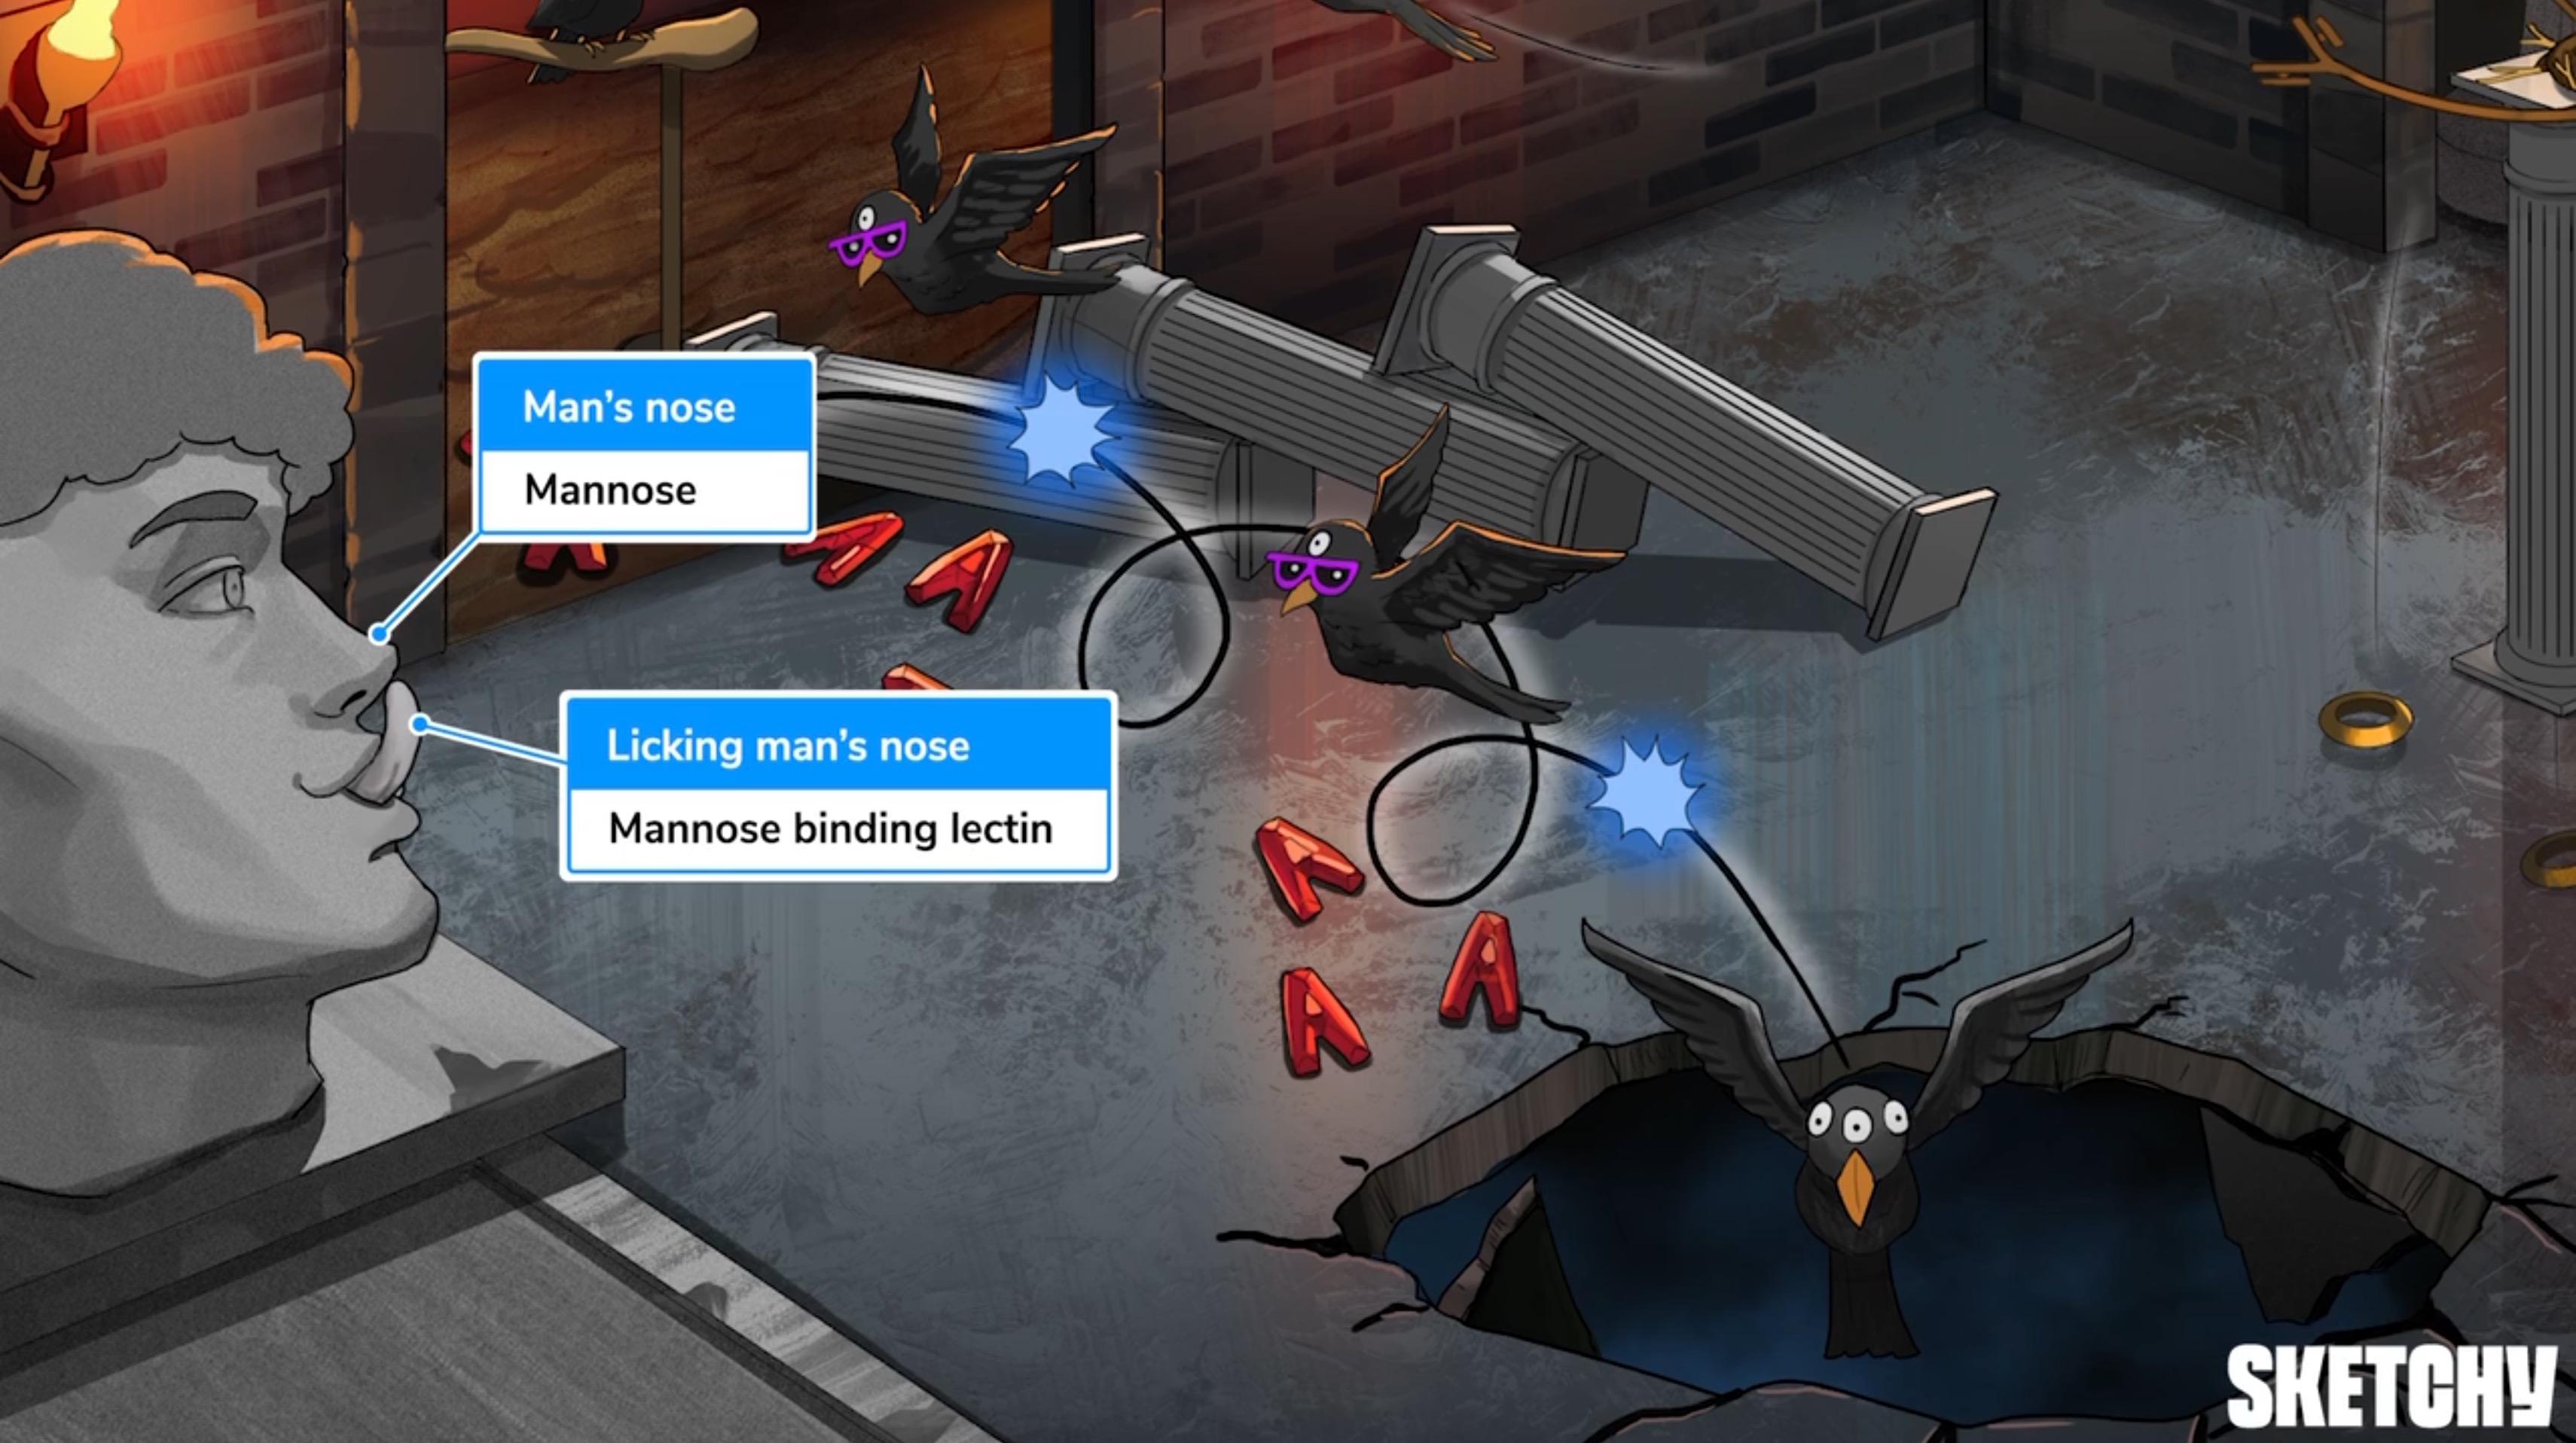 Man's nose
Mannose
A A A
Licking man's nose
Mannose binding lectin
A
A A
SKETCHY